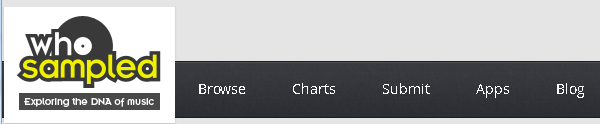 who
sampled
Exploring the DNA of music
Browse Charts Submit Apps Blog